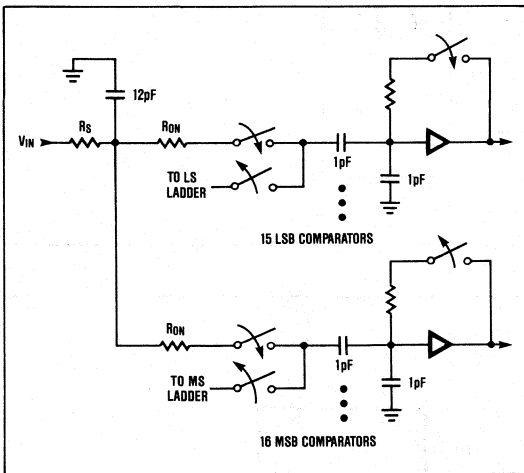 12pF
VIN
RS
RON
TO LS
LADDER
1pF
1pF
15 LSB COMPARATORS
RON
TO MS
LADDER
1pF
1pF
16 MSB COMPARATORS